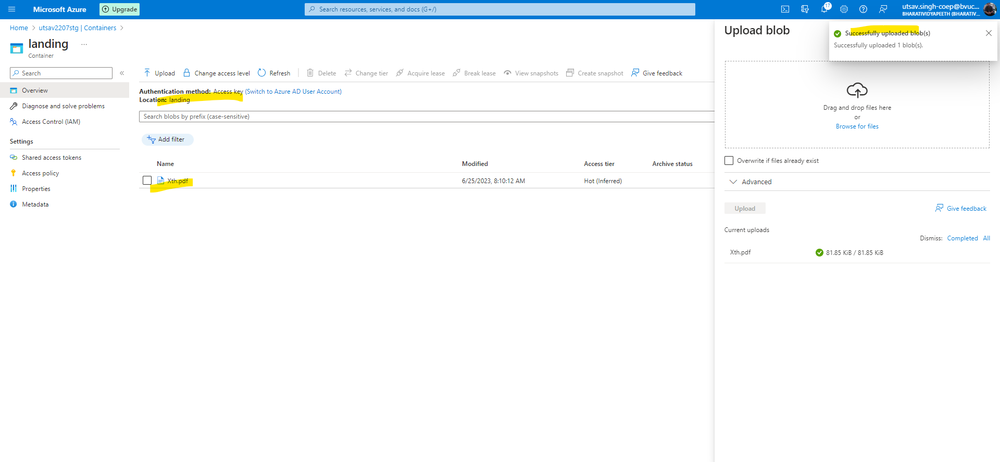 Microsoft Azure
Upgrade
Search resources, services, and docs (G+/)
17
utsav.singh-coep@bvuc...
BHARATIVIDYAPEETH (BHARATIV...
Home > utsav2207stg | Containers >
landing ...
Container
Search
«
Overview
Diagnose and solve problems
Access Control (IAM)
Settings
Shared access tokens
Access policy
Properties
Metadata
Upload Change access level Refresh Delete Change tier Acquire lease Break lease View snapshots Create snapshot Give feedback
Authentication method: Access key (Switch to Azure AD User Account)
Location: landing
Search blobs by prefix (case-sensitive)
Add filter
Name Modified Access tier Archive status
Xth.pdf 6/25/2023, 8:10:12 AM Hot (Inferred)
Upload blob
Successfully uploaded blob(s)
Successfully uploaded 1 blob(s).
Drag and drop files here
or
Browse for files
Overwrite if files already exist
Advanced
Upload
Give feedback
Current uploads
Dismiss: Completed All
Xth.pdf 81.85 KiB / 81.85 KiB